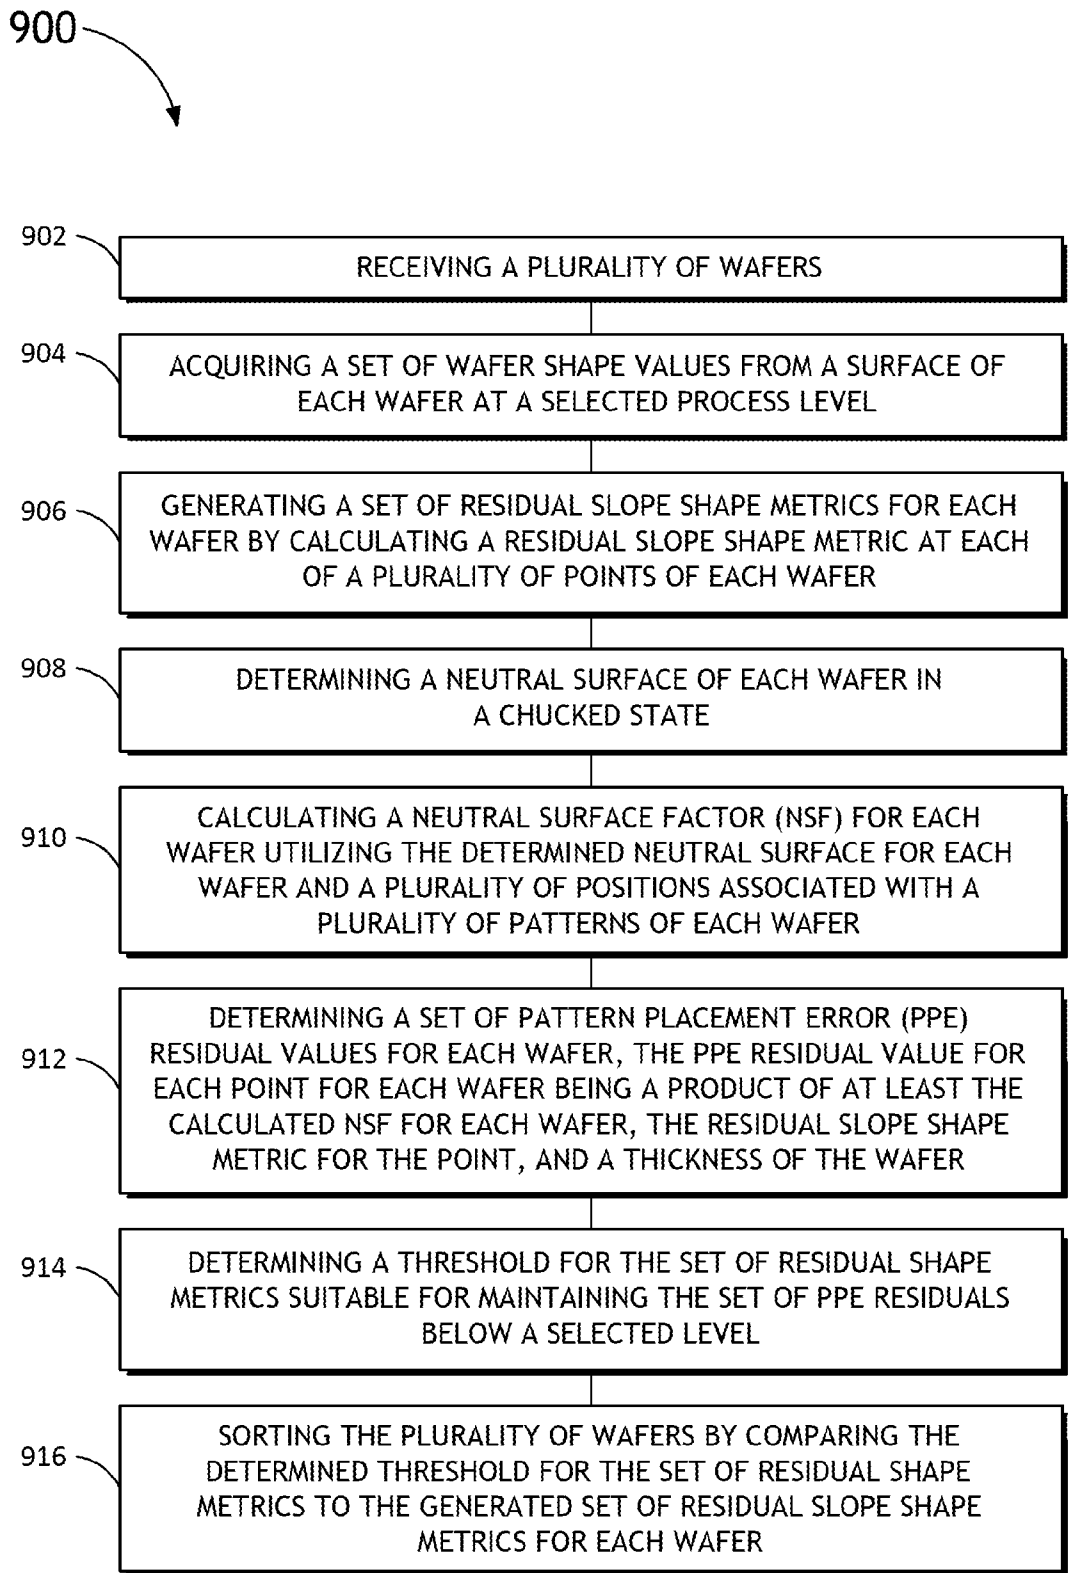 900
902
RECEIVING A PLURALITY OF WAFERS
904
ACQUIRING A SET OF WAFER SHAPE VALUES FROM A SURFACE OF
EACH WAFER AT A SELECTED PROCESS LEVEL
906
GENERATING A SET OF RESIDUAL SLOPE SHAPE METRICS FOR EACH
WAFER BY CALCULATING A RESIDUAL SLOPE SHAPE METRIC AT EACH
OF A PLURALITY OF POINTS OF EACH WAFER
908
DETERMINING A NEUTRAL SURFACE OF EACH WAFER IN
A CHUCKED STATE
910
CALCULATING A NEUTRAL SURFACE FACTOR (NSF) FOR EACH
WAFER UTILIZING THE DETERMINED NEUTRAL SURFACE FOR EACH
WAFER AND A PLURALITY OF POSITIONS ASSOCIATED WITH A
PLURALITY OF PATTERNS OF EACH WAFER
912
DETERMINING A SET OF PATTERN PLACEMENT ERROR (PPE)
RESIDUAL VALUES FOR EACH WAFER, THE PPE RESIDUAL VALUE FOR
EACH POINT FOR EACH WAFER BEING A PRODUCT OF AT LEAST THE
CALCULATED NSF FOR EACH WAFER, THE RESIDUAL SLOPE SHAPE
METRIC FOR THE POINT, AND A THICKNESS OF THE WAFER
914
DETERMINING A THRESHOLD FOR THE SET OF RESIDUAL SHAPE
METRICS SUITABLE FOR MAINTAINING THE SET OF PPE RESIDUALS
BELOW A SELECTED LEVEL
916
SORTING THE PLURALITY OF WAFERS BY COMPARING THE
DETERMINED THRESHOLD FOR THE SET OF RESIDUAL SHAPE
METRICS TO THE GENERATED SET OF RESIDUAL SLOPE SHAPE
METRICS FOR EACH WAFER